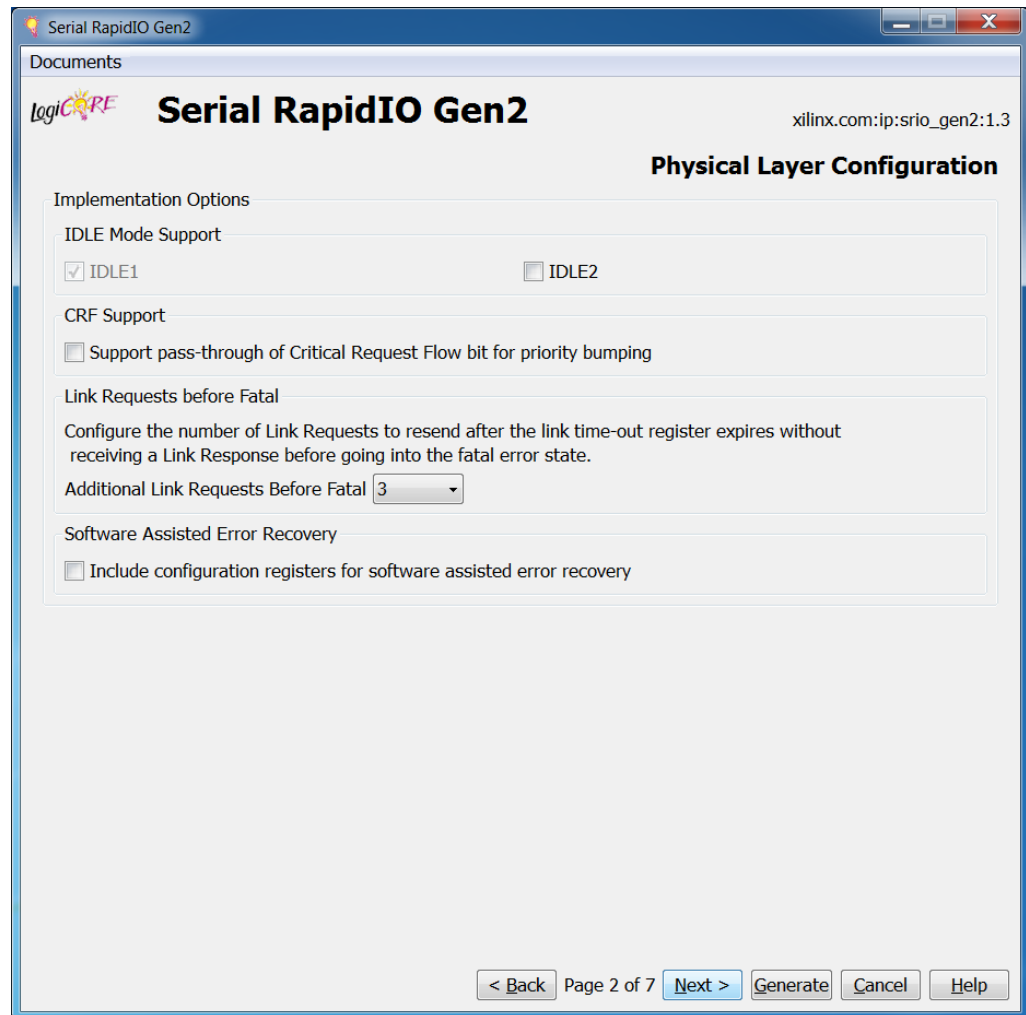 Serial RapidIO Gen2
Documents
LogiCORE
Serial RapidIO Gen2
xilinx.com:ip:srio_gen2:1.3
Physical Layer Configuration
Implementation Options
IDLE Mode Support
IDLE1 IDLE2
CRF Support
Support pass-through of Critical Request Flow bit for priority bumping
Link Requests before Fatal
Configure the number of Link Requests to resend after the link time-out register expires without
receiving a Link Response before going into the fatal error state.
Additional Link Requests Before Fatal 3
Software Assisted Error Recovery
Include configuration registers for software assisted error recovery
< Back Page 2 of 7 Next > Generate Cancel Help